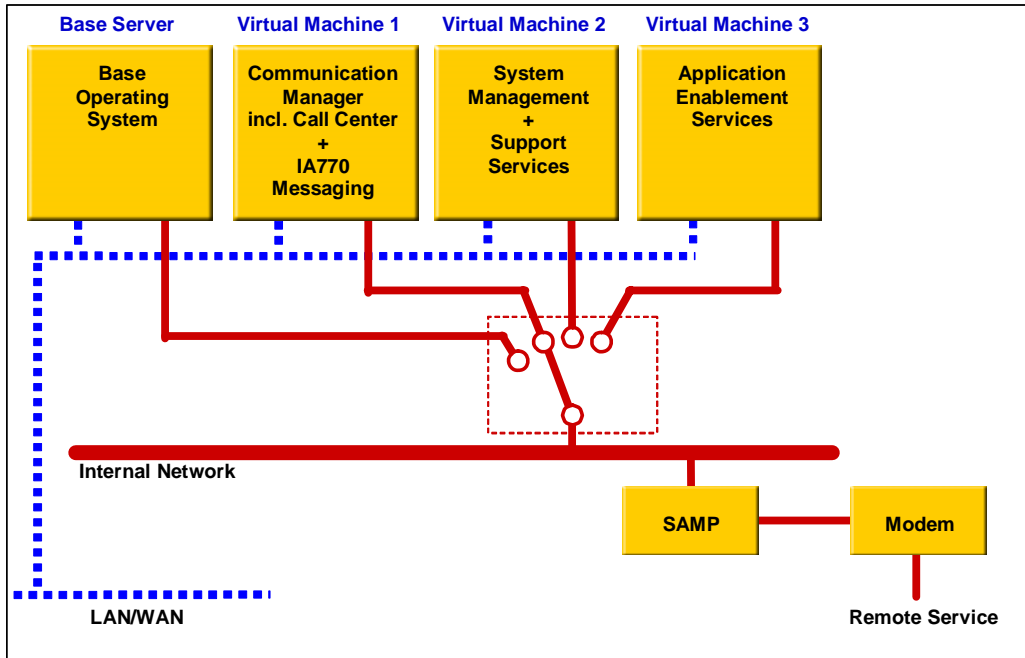 Base Server
Virtual Machine 1
Virtual Machine 2
Virtual Machine 3
Base
Operating
System
Communication
Manager
incl. Call Center
+
IA770
Messaging
System
Management
+
Support
Services
Application
Enablement
Services
Internal Network
SAMP
Modem
LAN/WAN
Remote Service